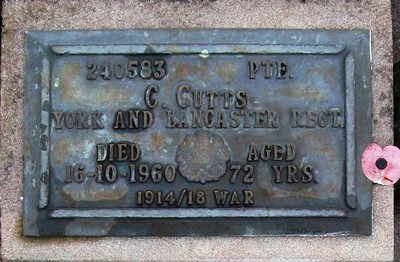 240583 PTE.
C. CUTTS
YORK AND LANCASTER REGT.
DIED AGED
16-10-1960 72 YRS
1914/18 WAR